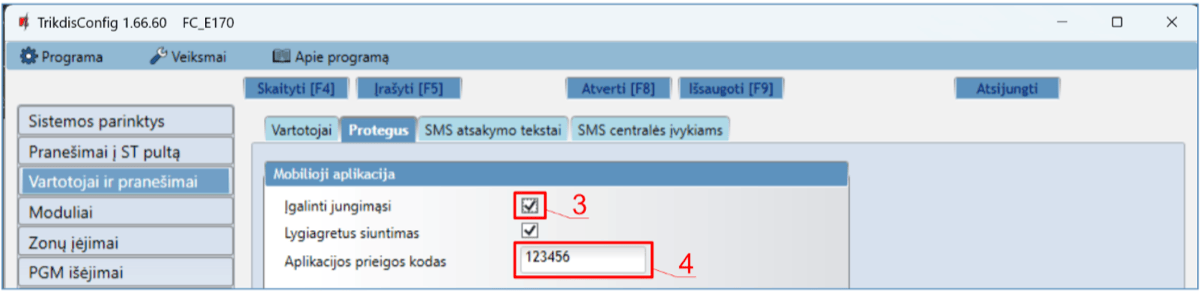 TrikdisConfig 1.66.60 FC_E170
Programa Veiksmai Apie programą
Skaityti [F4] Įrašyti [F5] Atverti [F8] Išsaugoti [F9] Atsijungti
Sistemos parinktys
Pranešimai į ST pultą
Vartotojai ir pranešimai
Moduliai
Zonų įėjimai
PGM išėjimai
Vartotojai Protegus SMS atsakymo tekstai SMS centralės įvykiams
Mobilioji aplikacija
Įgalinti jungimąsi 3
Lygiagretus siuntimas
Aplikacijos prieigos kodas 123456 4